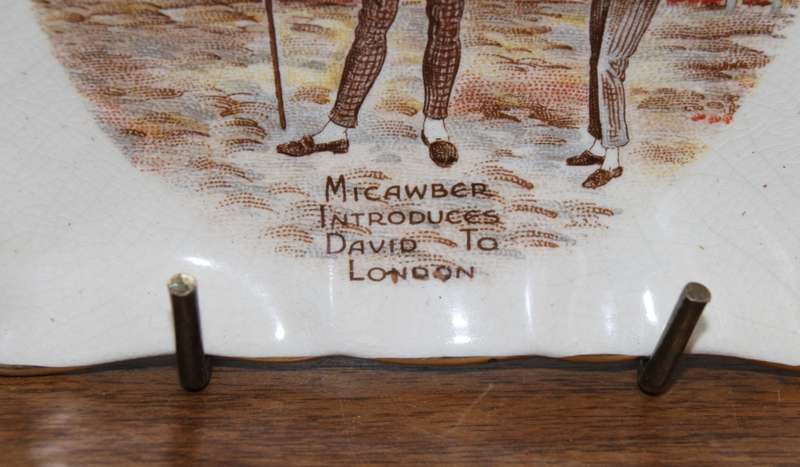 MICAWBER
INTRODUCES
DAVID TO
LONDON